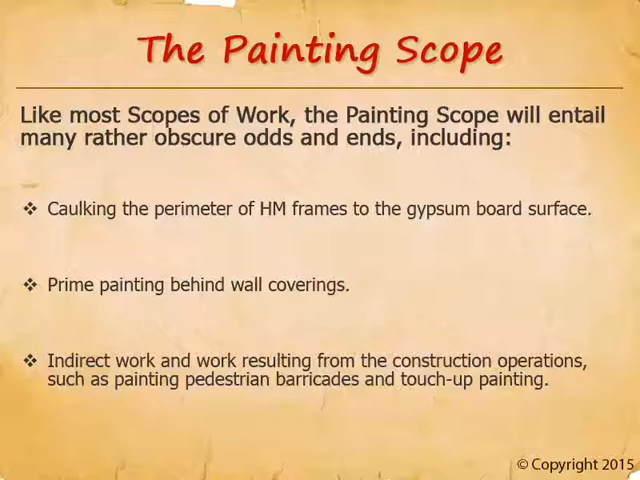 The Painting Scope
Like most Scopes of Work, the Painting Scope will entail
many rather obscure odds and ends, including:
❖ Caulking the perimeter of HM frames to the gypsum board surface.
❖ Prime painting behind wall coverings.
❖ Indirect work and work resulting from the construction operations,
such as painting pedestrian barricades and touch-up painting.
© Copyright 2015